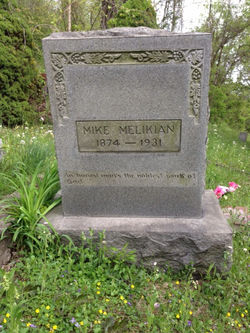 MIKE MELIKIAN
1874 — 1931
An honest man's the noblest work of
God